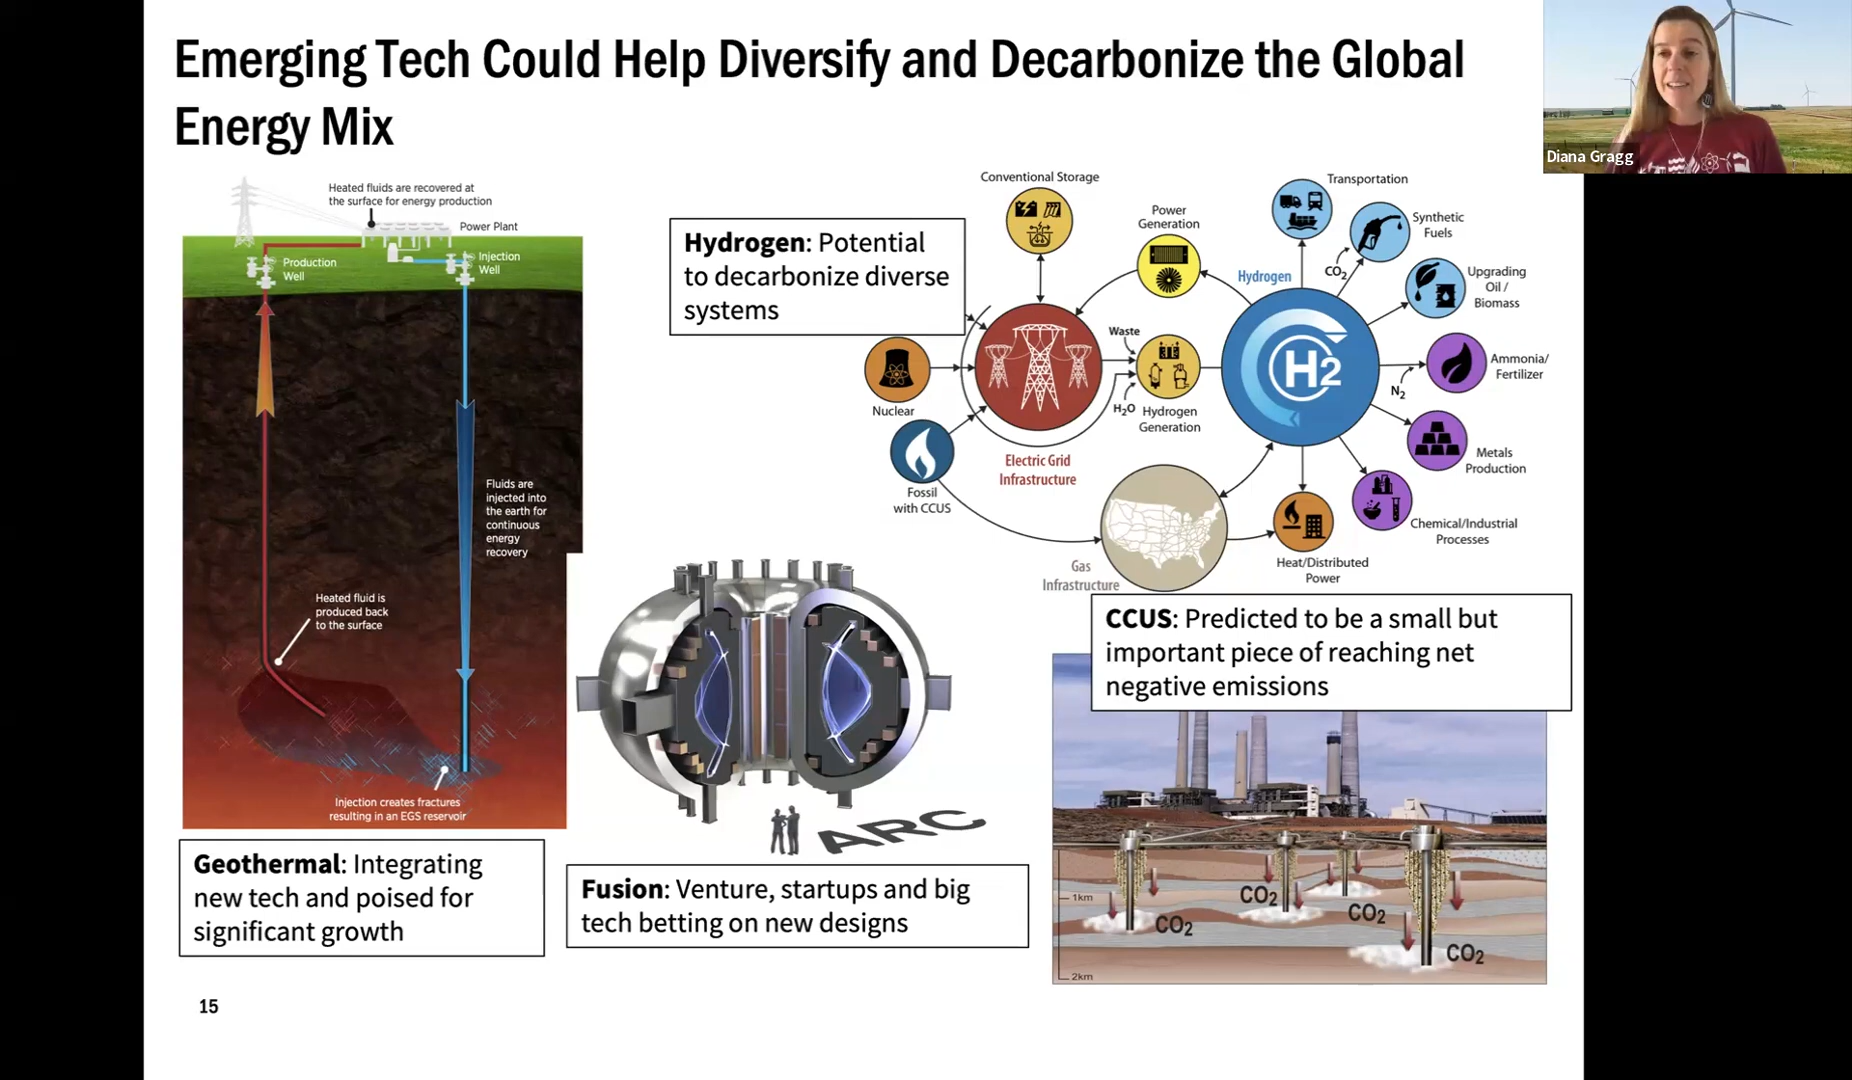 Emerging Tech Could Help Diversify and Decarbonize the Global
Energy Mix
Diana Gragg
Heated fluids are recovered at
the surface for energy production
Power Plant
Production
Well
Injection
Well
Fluids are
injected into
the earth for
continuous
energy
recovery
Heated fluid is
produced back
to the surface
Injection creates fractures
resulting in an EGS reservoir
Geothermal: Integrating
new tech and poised for
significant growth
Hydrogen: Potential
to decarbonize diverse
systems
Conventional Storage
Power
Generation
Transportation
Synthetic
Fuels
Hydrogen
CO2
Upgrading
Oil /
Biomass
Waste
H2
Ammonia/
Fertilizer
N2
Nuclear
H2O
Hydrogen
Generation
Electric Grid
Infrastructure
Metals
Production
Fossil
with CCUS
Chemical/Industrial
Processes
Gas
Infrastructure
Heat/Distributed
Power
ARC
Fusion: Venture, startups and big
tech betting on new designs
CCUS: Predicted to be a small but
important piece of reaching net
negative emissions
1km
CO2
CO2
CO2
CO2
2km
15